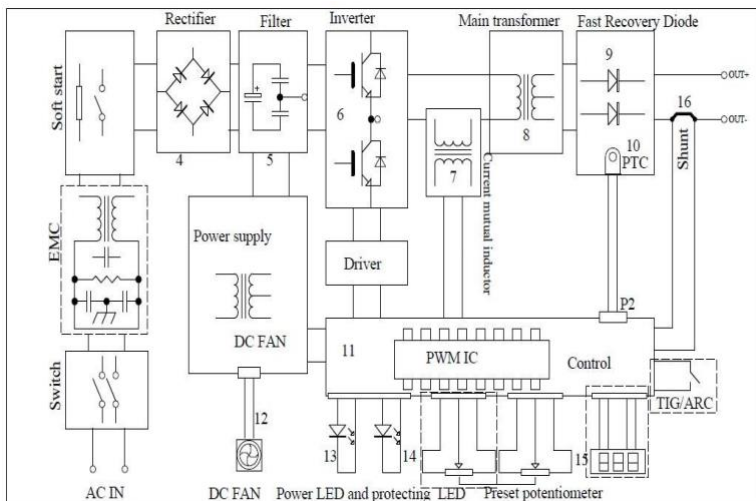 Rectifier
Filter
Inverter
Main transformer
Fast Recovery Diode
Soft start
4
+
5
6
7
8
9
10
PTC
16
OUT+
OUT-
Shunt
Current mutual inductor
EMC
Power supply
DC FAN
Driver
P2
11
PWM IC
Control
TIG/ARC
Switch
12
13
14
15
AC IN
DC FAN
Power LED and protecting LED
Preset potentiometer